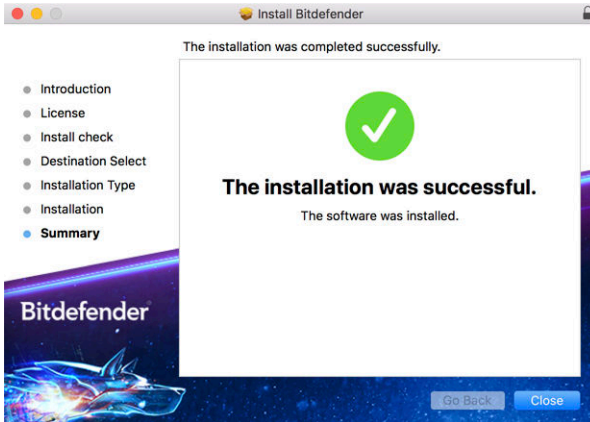 Install Bitdefender
The installation was completed successfully.
Introduction
License
Install check
Destination Select
Installation Type
Installation
Summary
The installation was successful.
The software was installed.
Bitdefender
Go Back
Close